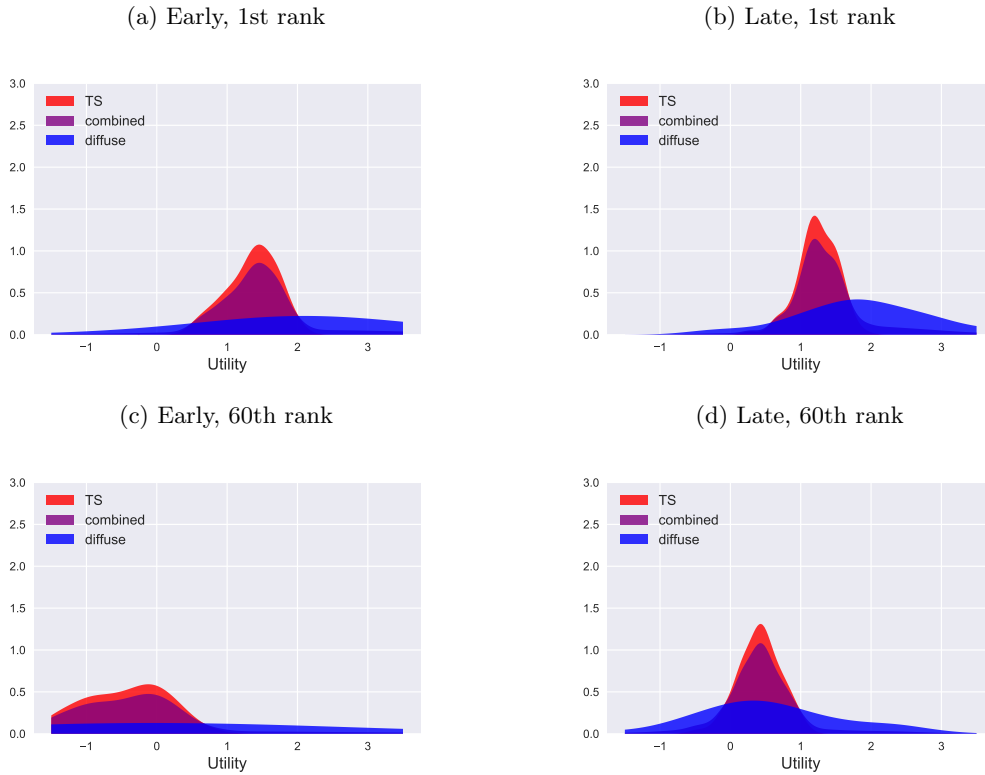 (a) Early, 1st rank
3.0
2.5
2.0
1.5
1.0
0.5
0.0
TS
combined
diffuse
−1 0 1 2 3
Utility
(b) Late, 1st rank
3.0
2.5
2.0
1.5
1.0
0.5
0.0
TS
combined
diffuse
−1 0 1 2 3
Utility
(c) Early, 60th rank
3.0
2.5
2.0
1.5
1.0
0.5
0.0
TS
combined
diffuse
−1 0 1 2 3
Utility
(d) Late, 60th rank
3.0
2.5
2.0
1.5
1.0
0.5
0.0
TS
combined
diffuse
−1 0 1 2 3
Utility